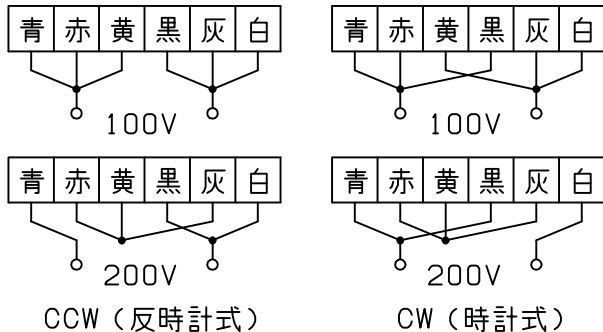 青 赤 黄 黒 灰 白 青 赤 黄 黒 灰 白
100V 100V
青 赤 黄 黒 灰 白 青 赤 黄 黒 灰 白
200V 200V
CCW（反時計式） CW（時計式）